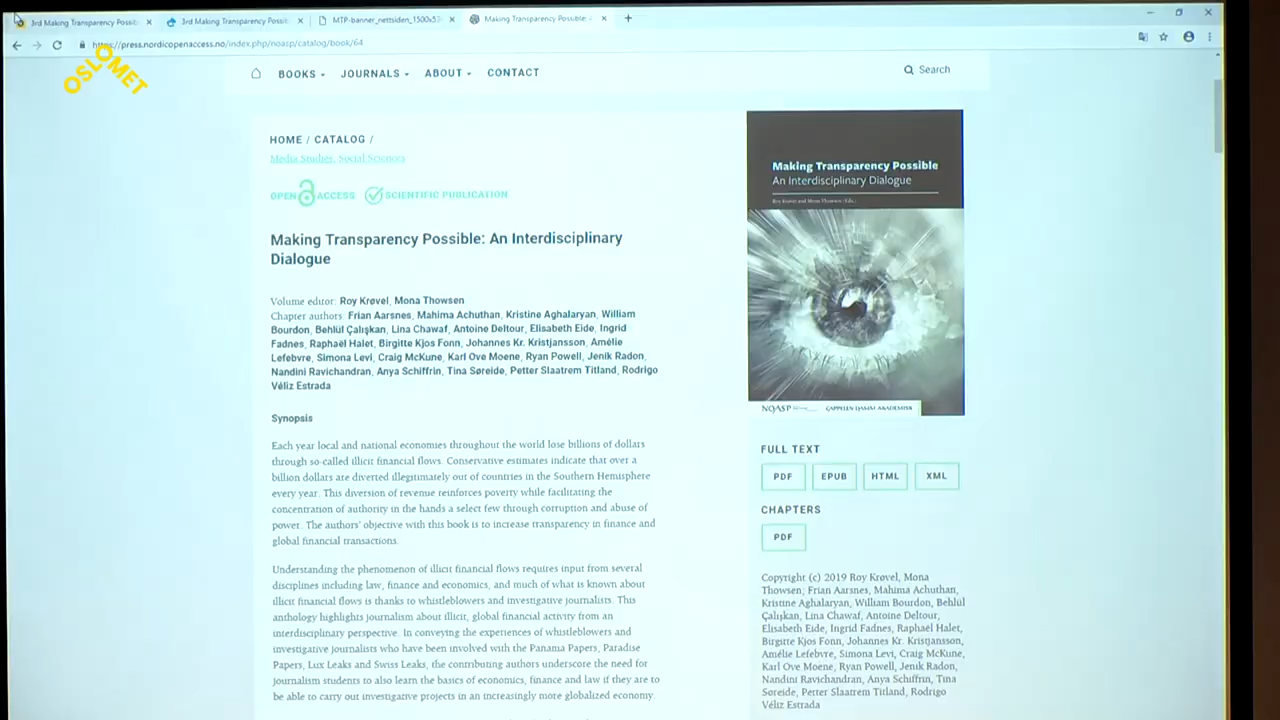 3rd Making Transparency Possib
3rd Making Transparency Possib
MTP-banner_nettsiden_1500x53
Making Transparency Possible:
https://press.nordicopenaccess.no/index.php/noasp/catalog/book/64
OSLOMET
BOOKS
JOURNALS
ABOUT
CONTACT
Search
HOME / CATALOG /
Media Studies, Social Sciences
OPEN ACCESS
SCIENTIFIC PUBLICATION
Making Transparency Possible: An Interdisciplinary
Dialogue
Volume editor: Roy Krøvel, Mona Thowsen
Chapter authors: Frian Aarsnes, Mahima Achuthan, Kristine Aghalaryan, William
Bourdon, Behlül Çalışkan, Lina Chawaf, Antoine Deltour, Elisabeth Eide, Ingrid
Fadnes, Raphaël Halet, Birgitte Kjos Fonn, Johannes Kr. Kristjansson, Amélie
Lefebvre, Simona Levi, Craig McKune, Karl Ove Moene, Ryan Powell, Jenik Radon,
Nandini Ravichandran, Anya Schiffrin, Tina Søreide, Petter Slaatrem Titland, Rodrigo
Véliz Estrada
Synopsis
Each year local and national economies throughout the world lose billions of dollars
through so called illicit financial flows. Conservative estimates indicate that over a
billion dollars are diverted illegitimately out of countries in the Southern Hemisphere
every year. This diversion of revenue reinforces poverty while facilitating the
concentration of authority in the hands a select few through corruption and abuse of
power. The authors' objective with this book is to increase transparency in finance and
global financial transactions.
Understanding the phenomenon of illicit financial flows requires input from several
disciplines including law, finance and economics, and much of what is known about
illicit financial flows is thanks to whistleblowers and investigative journalists. This
anthology highlights journalism about illicit, global financial activity from an
interdisciplinary perspective. In conveying the experiences of whistleblowers and
investigative journalists who have been involved with the Panama Papers, Paradise
Papers, Lux Leaks and Swiss Leaks, the contributing authors underscore the need for
journalism students to also learn the basics of economics, finance and law if they are to
be able to carry out investigative projects in an increasingly more globalized economy.
Making Transparency Possible
An Interdisciplinary Dialogue
Roy Krøvel and Mona Thowsen (Eds.)
NOASP
CAPPELEN DAMM AKADEMISK
FULL TEXT
PDF
EPUB
HTML
XML
CHAPTERS
PDF
Copyright (c) 2019 Roy Krøvel, Mona
Thowsen; Frian Aarsnes, Mahima Achuthan,
Kristine Aghalaryan, William Bourdon, Behlül
Çalışkan, Lina Chawaf, Antoine Deltour,
Elisabeth Eide, Ingrid Fadnes, Raphaël Halet,
Birgitte Kjos Fonn, Johannes Kr. Kristjansson,
Amélie Lefebvre, Simona Levi, Craig McKune,
Karl Ove Moene, Ryan Powell, Jenik Radon,
Nandini Ravichandran, Anya Schiffrin, Tina
Søreide, Petter Slaatrem Titland, Rodrigo
Véliz Estrada